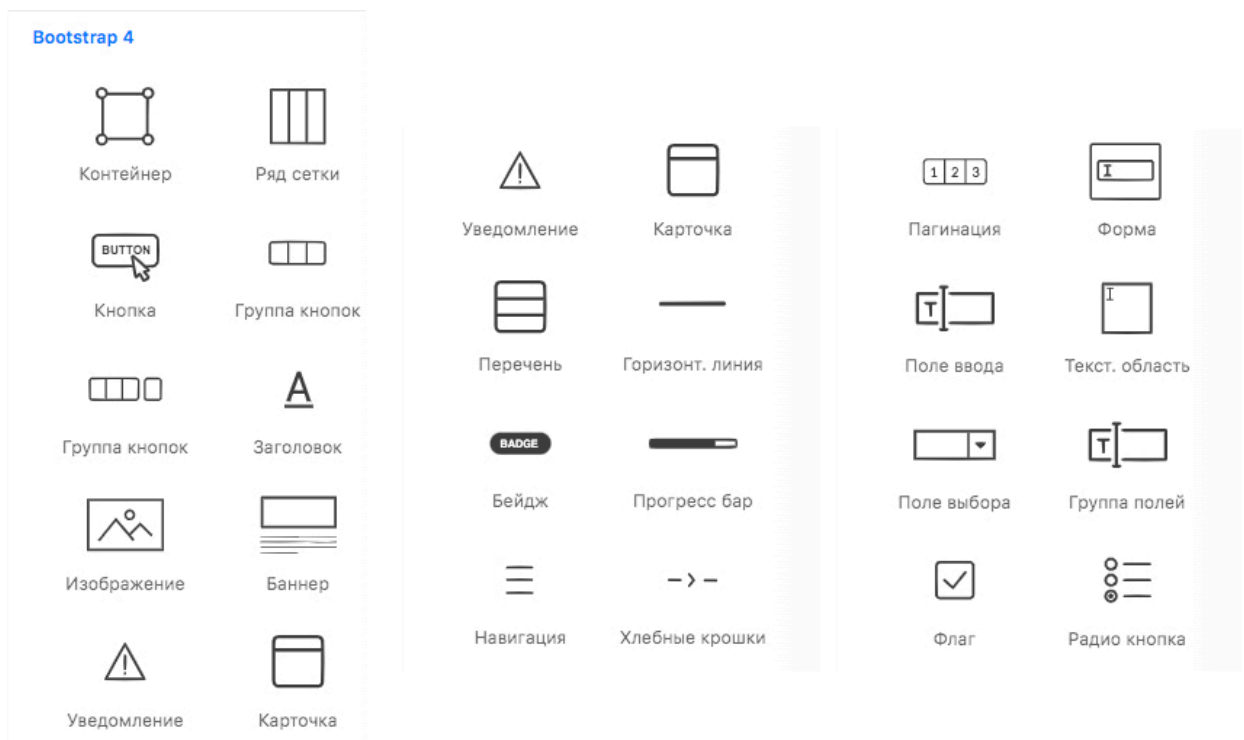 Bootstrap 4
Контейнер
Ряд сетки
BUTTON
Кнопка
Группа кнопок
Группа кнопок
A
Заголовок
Изображение
Баннер
Уведомление
Карточка
Уведомление
Карточка
Перечень
Горизонт. линия
BADGE
Бейдж
Прогресс бар
Навигация
Хлебные крошки
1 2 3
Пагинация
I
Форма
T
Поле ввода
I
Текст. область
Поле выбора
T
Группа полей
Флаг
Радио кнопка